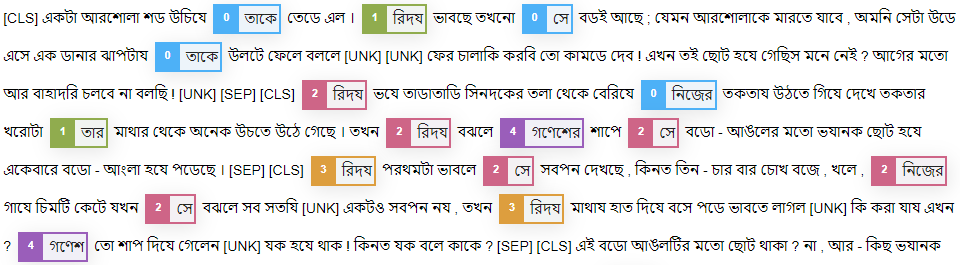 [CLS] একটা আরশোলা শড উচিযে 0 তাকে তেডে এল । 1 রিদয ভাবছে তখনো 0 সে বডই আছে ; যেমন আরশোলাকে মারতে যাবে , অমনি সেটা উডে
এসে এক ডানার ঝাপটায 0 তাকে উলটে ফেলে বললে [UNK] [UNK] ফের চালাকি করবি তো কামডে দেব ! এখন তই ছোট হযে গেছিস মনে নেই ? আগের মতো
আর বাহাদরি চলবে না বলছি ! [UNK] [SEP] [CLS] 2 রিদয ভযে তাডাতাডি সিনদকের তলা থেকে বেরিযে 0 নিজের তকতায উঠতে গিযে দেখে তকতার
খরোটা 1 তার মাথার থেকে অনেক উচতে উঠে গেছে । তখন 2 রিদয বঝলে 4 গণেশের শাপে 2 সে বডো - আঙলের মতো ভযানক ছোট হযে
একেবারে বডো - আংলা হযে পডেছে । [SEP] [CLS] 3 রিদয পরথমটা ভাবলে 2 সে সবপন দেখছে , কিনত তিন - চার বার চোখ বজে , খলে , 2 নিজের
গাযে চিমটি কেটে যখন 2 সে বঝলে সব সতযি [UNK] একটও সবপন নয , তখন 3 রিদয মাথায হাত দিযে বসে পডে ভাবতে লাগল [UNK] কি করা যায এখন
? 4 গণেশ তো শাপ দিযে গেলেন [UNK] যক হযে থাক ! কিনত যক বলে কাকে ? [SEP] [CLS] এই বডো আঙলটির মতো ছোট থাকা ? না , আর - কিছ ভযানক